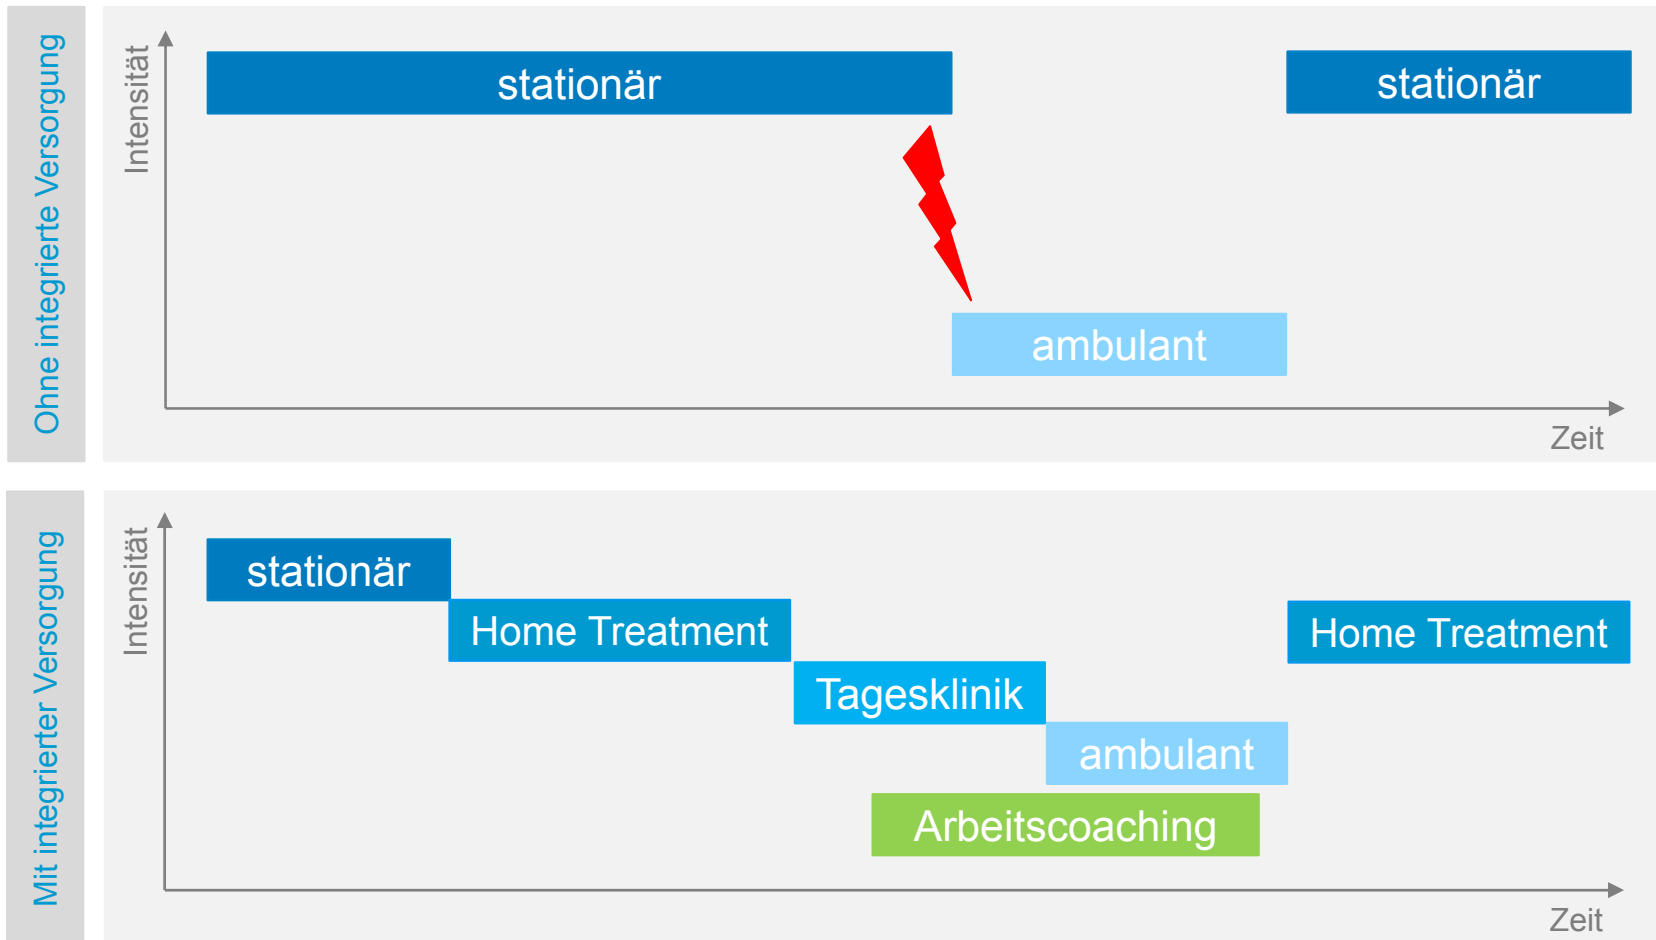 Ohne integrierte Versorgung
Intensität
stationär
stationär
ambulant
Zeit
Mit integrierter Versorgung
Intensität
stationär
Home Treatment
Home Treatment
Tagesklinik
ambulant
Arbeitscoaching
Zeit